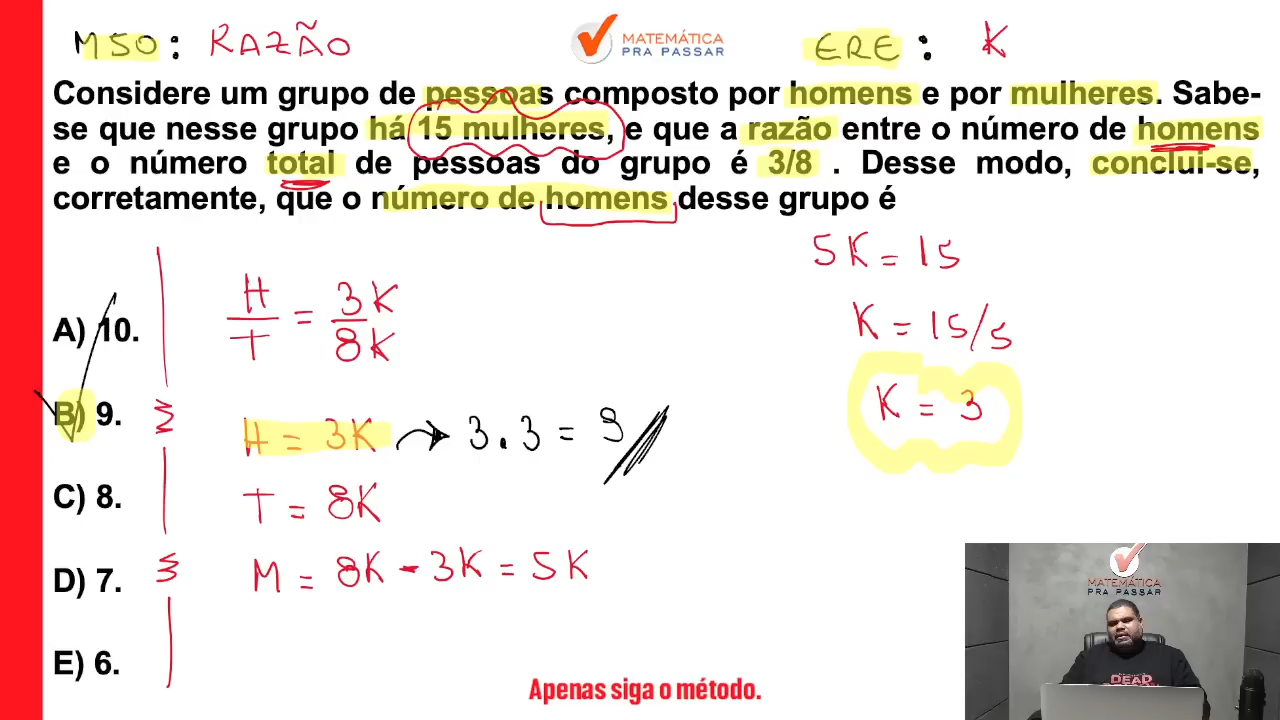 MSO: RAZÃO
MATEMÁTICA
PRA PASSAR
ERE: K
Considere um grupo de pessoas composto por homens e por mulheres. Sabe-
se que nesse grupo há 15 mulheres, e que a razão entre o número de homens
e o número total de pessoas do grupo é 3/8 . Desse modo, conclui-se,
corretamente, que o número de homens desse grupo é
A) 10.
B) 9.
C) 8.
D) 7.
E) 6.
H/T = 3K/8K
H = 3K → 3.3 = 9
T = 8K
M = 8K - 3K = 5K
5K = 15
K = 15/5
K = 3
MATEMÁTICA
PRA PASSAR
DEAD
Apenas siga o método.